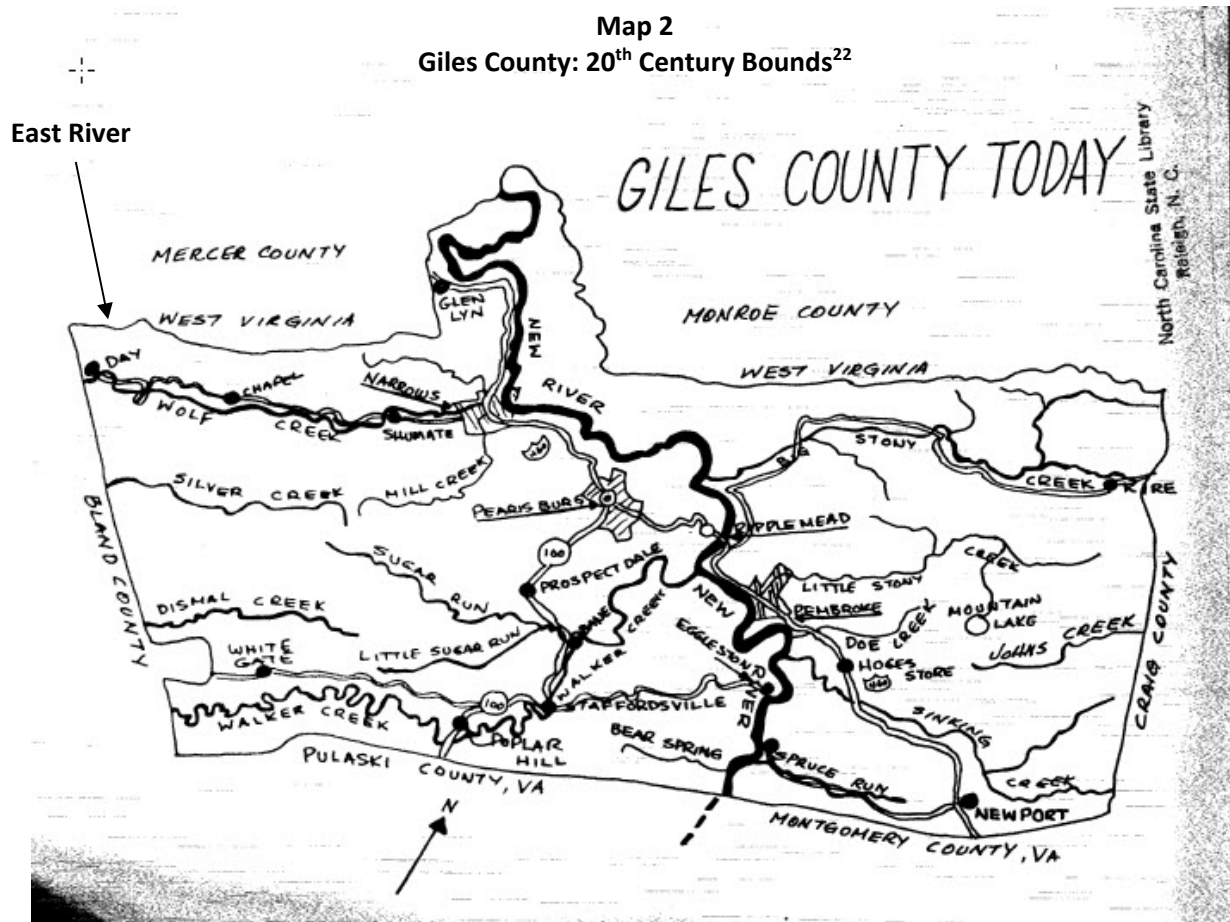 Map 2
Giles County: 20th Century Bounds22
East River
GILES COUNTY TODAY
North Carolina State Library
Raleigh, N. C.
MERCER COUNTY
WEST VIRGINIA
MONROE COUNTY
WEST VIRGINIA
GLEN
LYN
NEW
RIVER
DAY
CHAPEL
NARROWS
WOLF
CREEK
SHUMATE
460
STONY
CREEK
KIRE
SILVER CREEK
MILL CREEK
PEARISBURG
RIPPLEMEAD
BLAND COUNTY
SUGAR
RUN
100
PROSPECTDALE
LITTLE STONY
CREEK
PEMBROKE
NEW
RIVER
DISMAL CREEK
LITTLE SUGAR RUN
BANE
WALKER
CREEK
EGGLESTON
DOE CREEK
MOUNTAIN
LAKE
JOHNS CREEK
CRAIG COUNTY
WHITE
GATE
HOGES
STORE
460
100
STAFFORDSVILLE
WALKER CREEK
POPLAR
HILL
BEAR SPRING
SPRUCE RUN
SINKING
CREEK
PULASKI COUNTY, VA
NEWPORT
MONTGOMERY COUNTY, VA
N